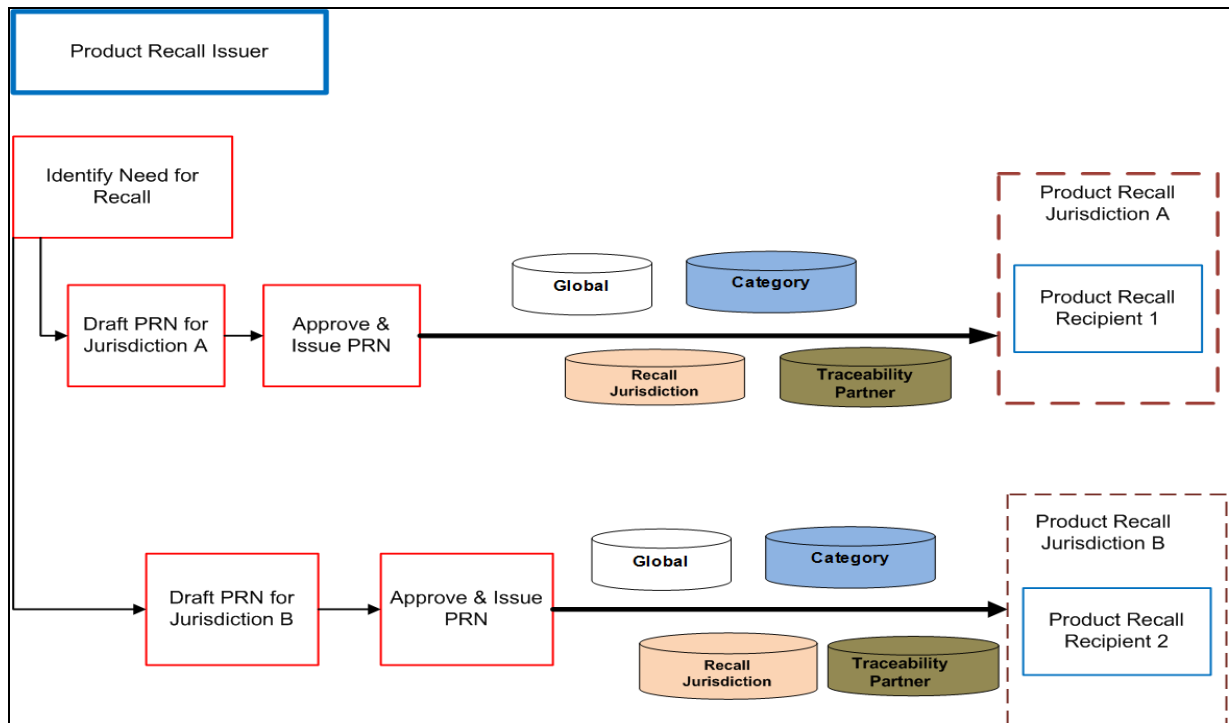 Product Recall Issuer
Identify Need for
Recall
Draft PRN for
Jurisdiction A
Approve &
Issue PRN
Global
Category
Recall
Jurisdiction
Traceability
Partner
Product Recall
Jurisdiction A
Product Recall
Recipient 1
Draft PRN for
Jurisdiction B
Approve & Issue
PRN
Global
Category
Recall
Jurisdiction
Traceability
Partner
Product Recall
Jurisdiction B
Product Recall
Recipient 2